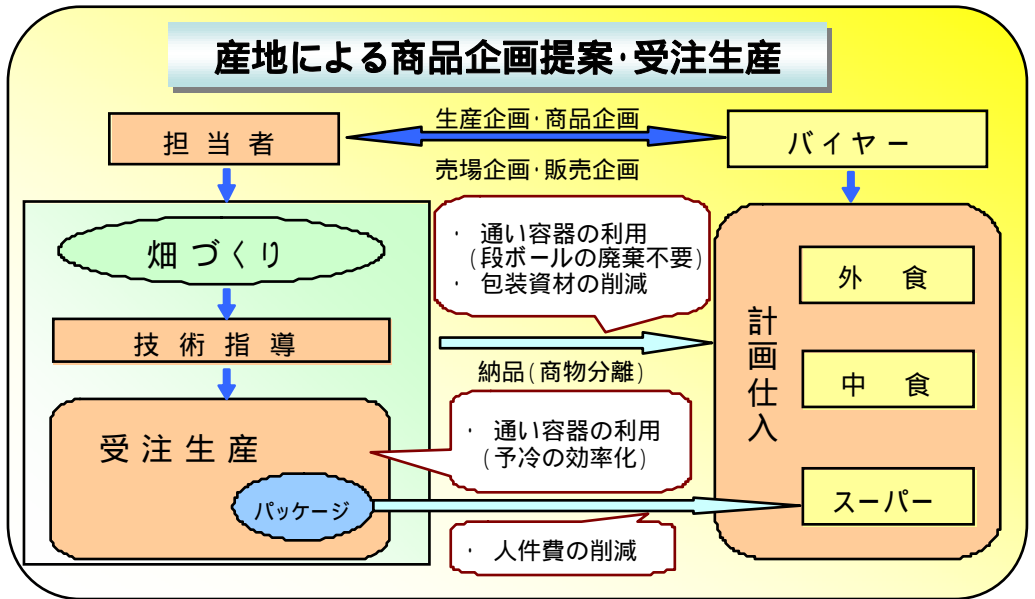 産地による商品企画提案･受注生産
担当者
生産企画･商品企画
バイヤー
売場企画･販売企画
畑づくり
技術指導
受注生産
パッケージ
･ 通い容器の利用
(段ボールの廃棄不要)
･ 包装資材の削減
納品(商物分離)
･ 通い容器の利用
(予冷の効率化)
･ 人件費の削減
計画仕入
外食
中食
スーパー